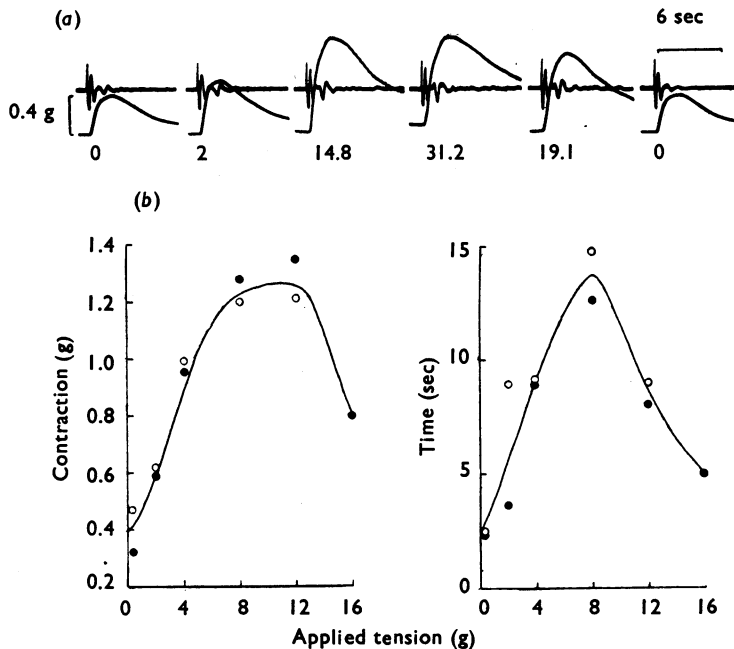 (a)
6 sec
0.4 g
0 2 14.8 31.2 19.1 0
(b)
1.4
1.2
1.0
0.8
0.6
0.4
0.2
Contraction (g)
0 4 8 12 16
15
10
5
0
Time (sec)
0 4 8 12 16
Applied tension (g)